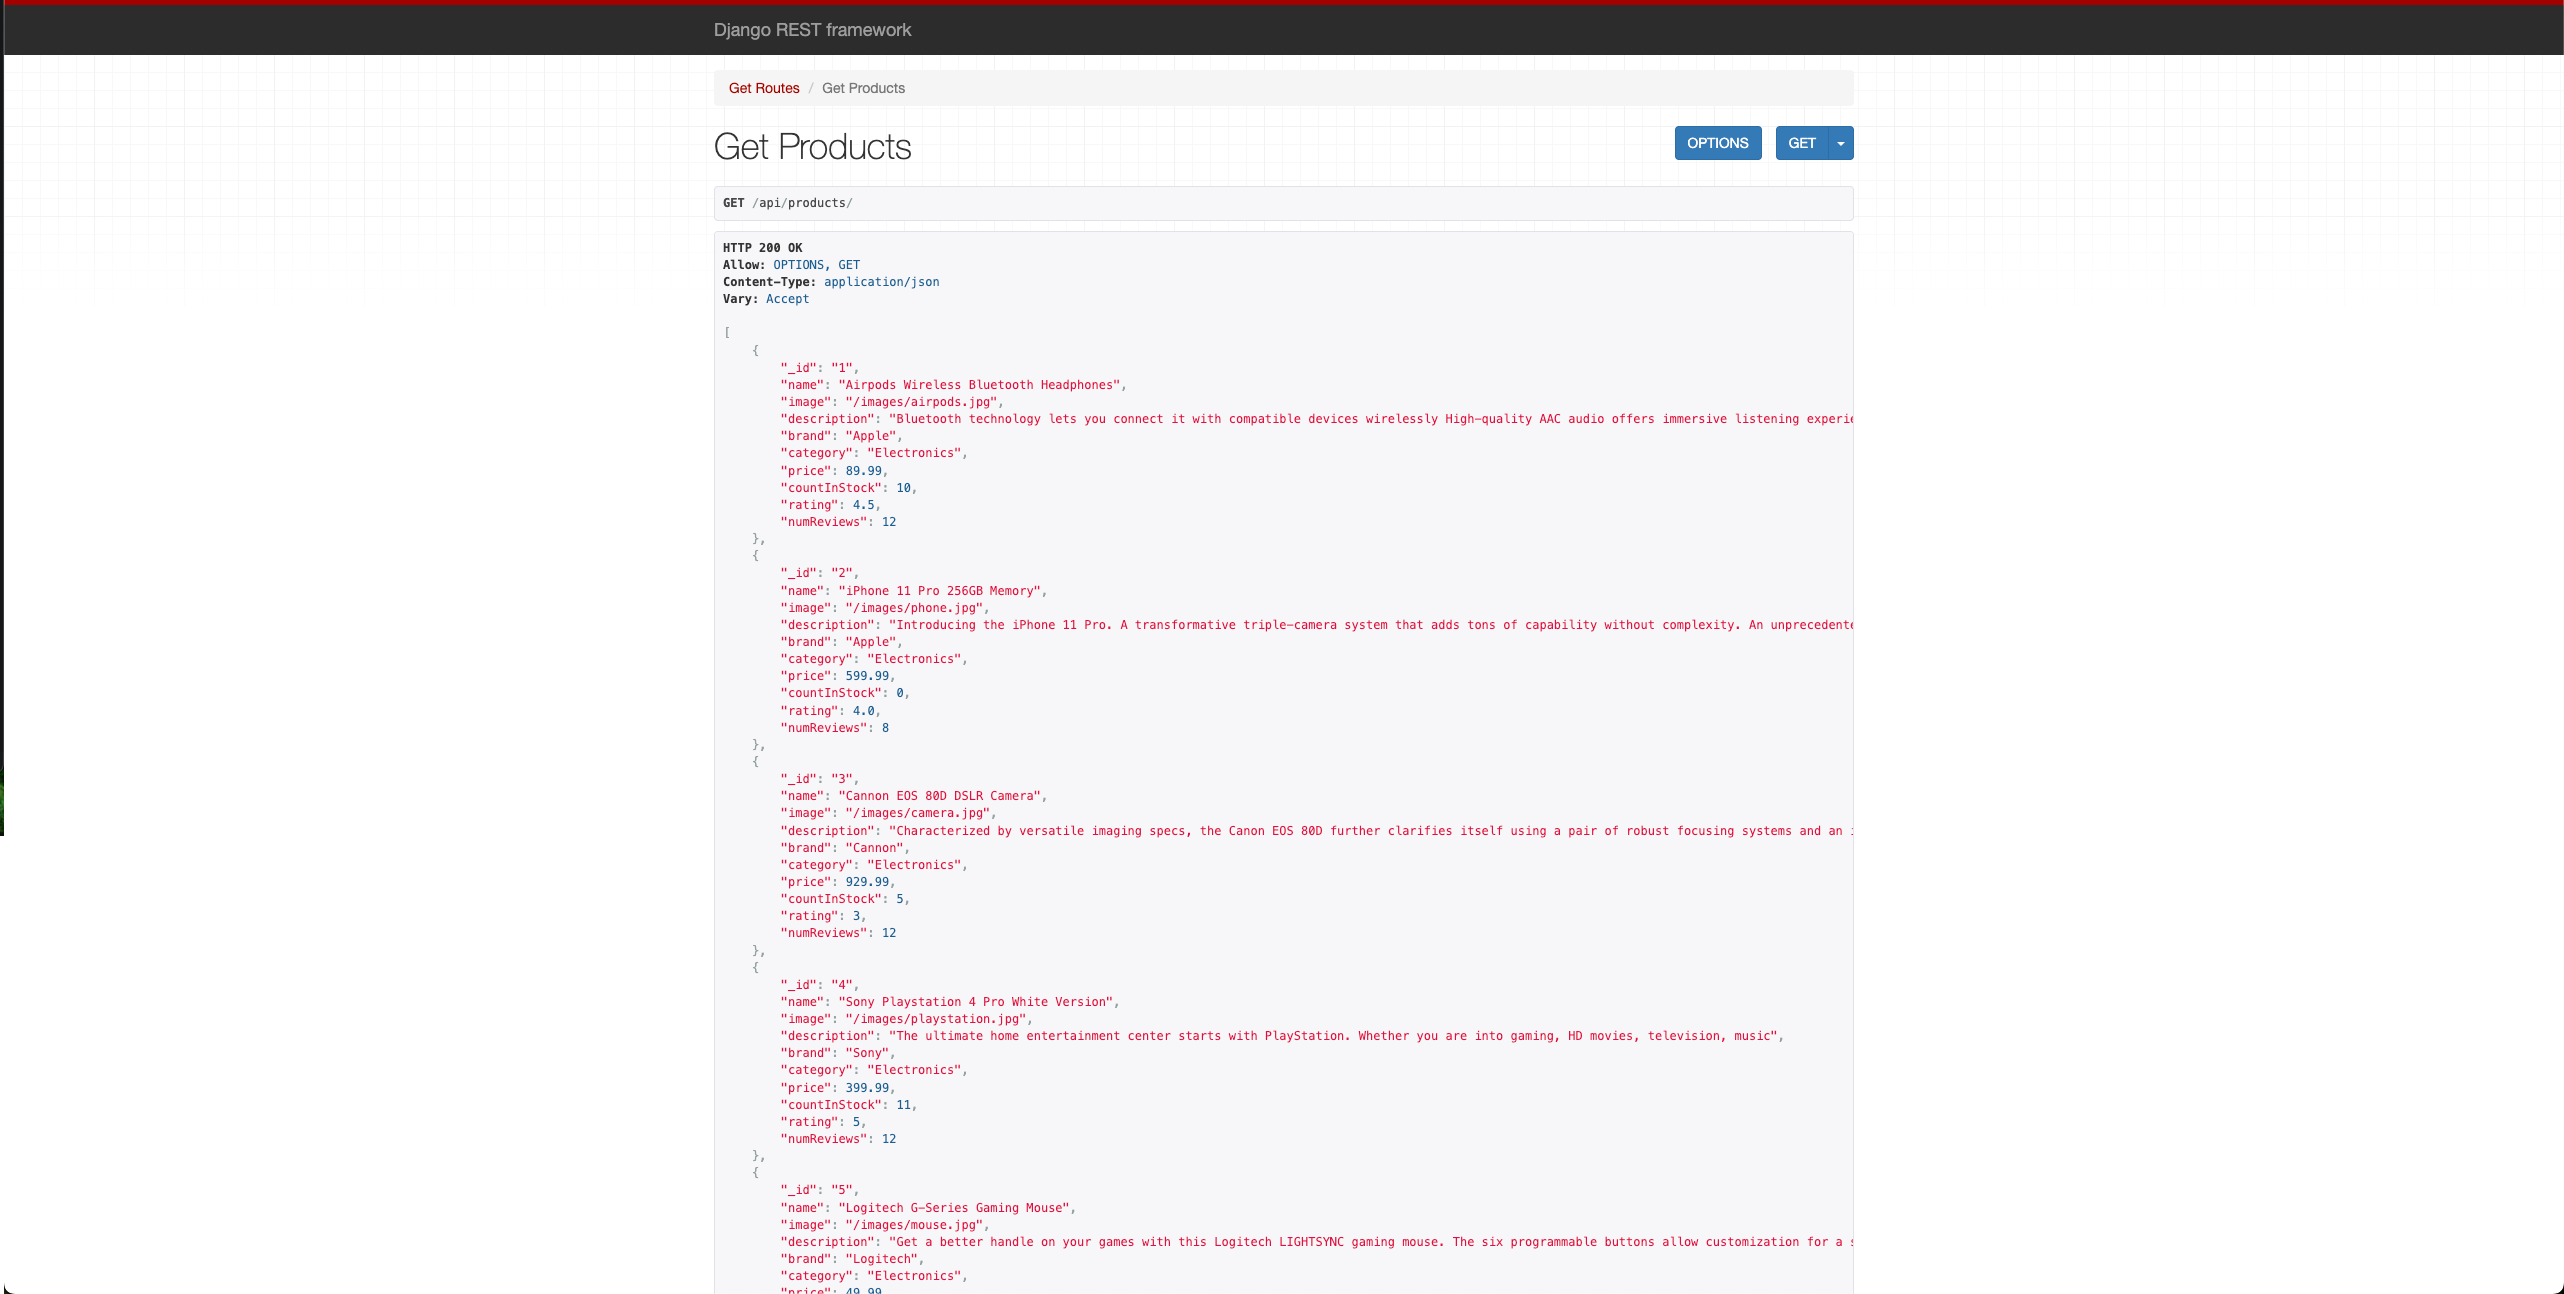 Django REST framework
Get Routes / Get Products
Get Products
OPTIONS GET
GET /api/products/
HTTP 200 OK
Allow: OPTIONS, GET
Content-Type: application/json
Vary: Accept
[
{
"_id": "1",
"name": "Airpods Wireless Bluetooth Headphones",
"image": "/images/airpods.jpg",
"description": "Bluetooth technology lets you connect it with compatible devices wirelessly High-quality AAC audio offers immersive listening
"brand": "Apple",
"category": "Electronics",
"price": 89.99,
"countInStock": 10,
"rating": 4.5,
"numReviews": 12
},
{
"_id": "2",
"name": "iPhone 11 Pro 256GB Memory",
"image": "/images/phone.jpg",
"description": "Introducing the iPhone 11 Pro. A transformative triple-camera system that adds tons of capability without complexity. An
"brand": "Apple",
"category": "Electronics",
"price": 599.99,
"countInStock": 0,
"rating": 4.0,
"numReviews": 8
},
{
"_id": "3",
"name": "Cannon EOS 80D DSLR Camera",
"image": "/images/camera.jpg",
"description": "Characterized by versatile imaging specs, the Canon EOS 80D further clarifies itself using a pair of robust focusing systems and an
"brand": "Cannon",
"category": "Electronics",
"price": 929.99,
"countInStock": 5,
"rating": 3,
"numReviews": 12
},
{
"_id": "4",
"name": "Sony Playstation 4 Pro White Version",
"image": "/images/playstation.jpg",
"description": "The ultimate home entertainment center starts with PlayStation. Whether you are into gaming, HD movies, television, music",
"brand": "Sony",
"category": "Electronics",
"price": 399.99,
"countInStock": 11,
"rating": 5,
"numReviews": 12
},
{
"_id": "5",
"name": "Logitech G-Series Gaming Mouse",
"image": "/images/mouse.jpg",
"description": "Get a better handle on your games with this Logitech LIGHTSYNC gaming mouse. The six programmable buttons allow customization for a
"brand": "Logitech",
"category": "Electronics",
"price": 49.99